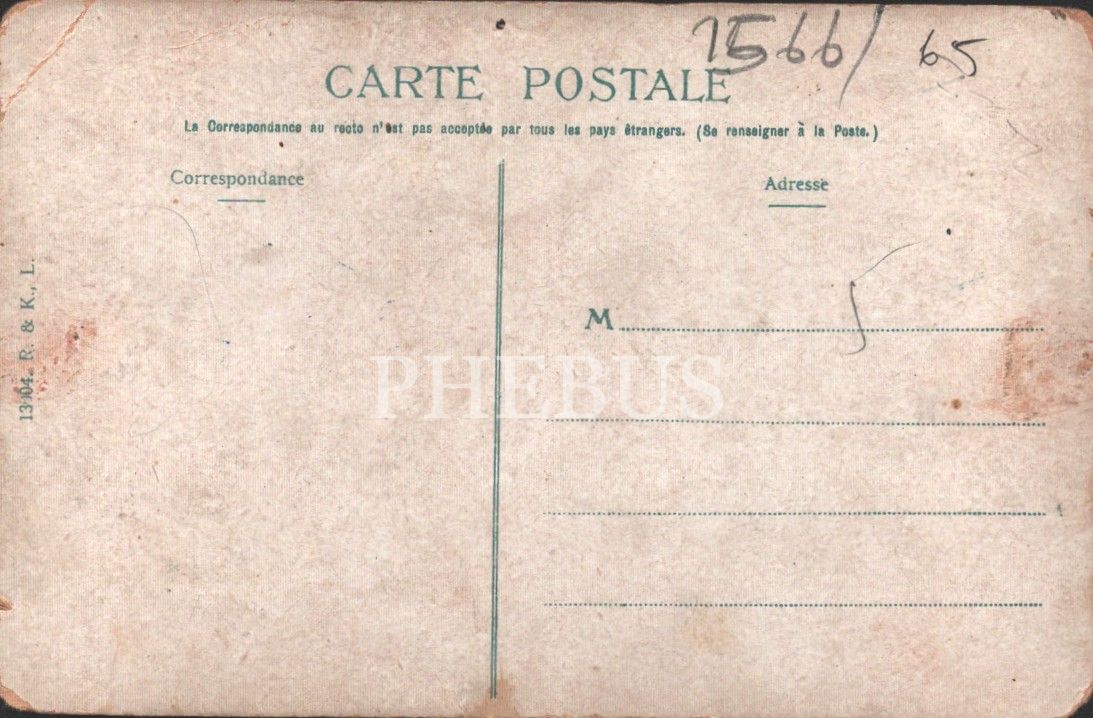 1566/ 65
CARTE POSTALE
La Correspondance au recto n'est pas acceptée par tous les pays étrangers. (Se renseigner à la Poste.)
Correspondance
Adresse
M
PHEBUS
R. & K., L.